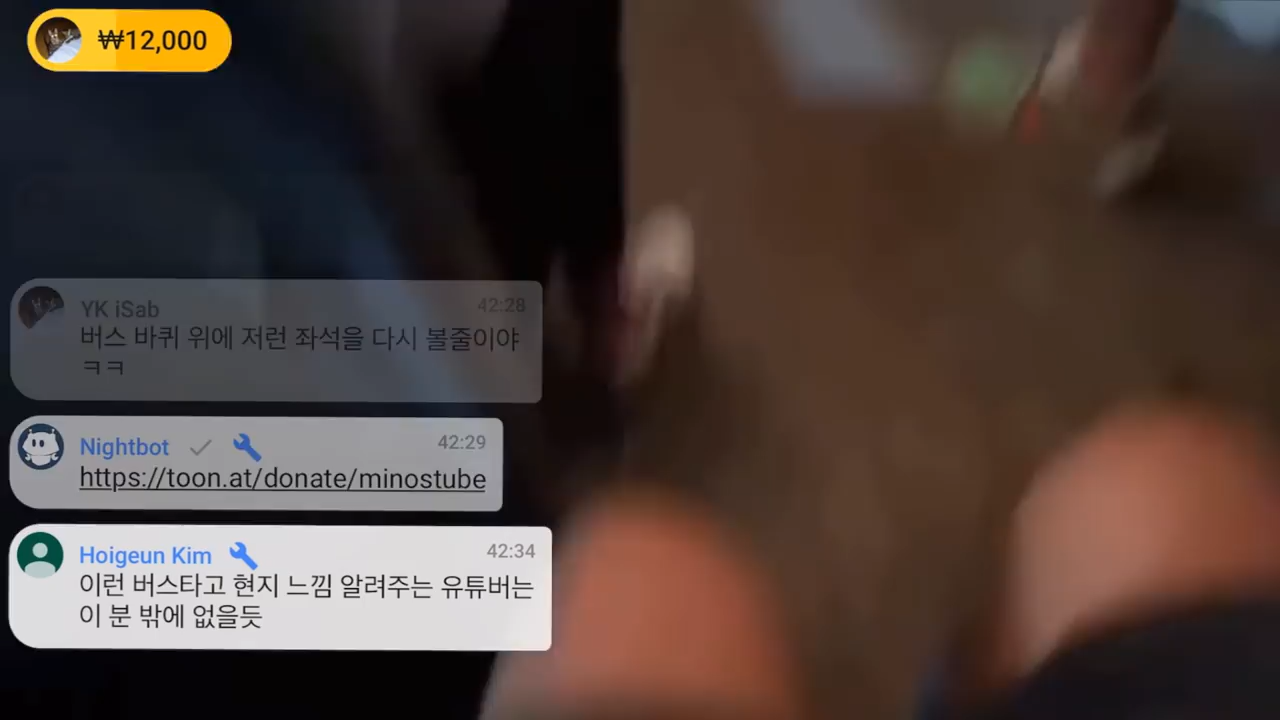 ₩12,000
YK iSab 42:28
버스 바퀴 위에 저런 좌석을 다시 볼줄이야
ㅋㅋ
Nightbot 42:29
https://toon.at/donate/minostube
Hoigeun Kim 42:34
이런 버스타고 현지 느낌 알려주는 유튜버는
이 분 밖에 없을듯